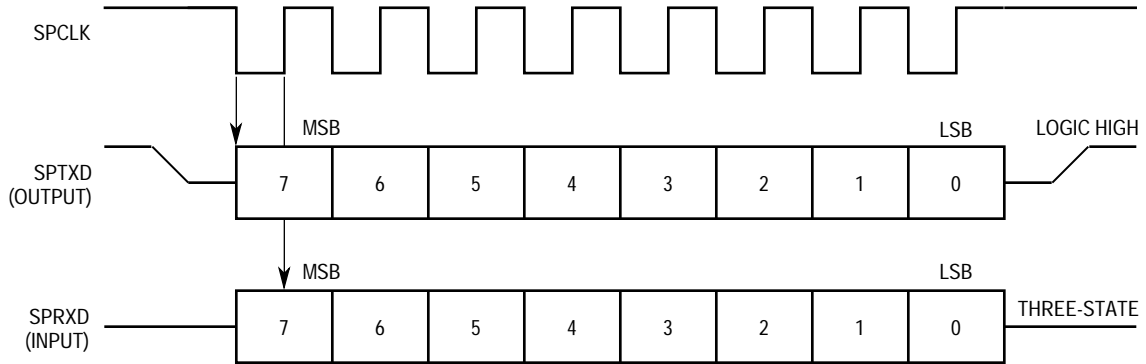 SPCLK
MSB
LSB
LOGIC HIGH
SPTXD
(OUTPUT)
7 6 5 4 3 2 1 0
MSB
LSB
SPRXD
(INPUT)
7 6 5 4 3 2 1 0
THREE-STATE